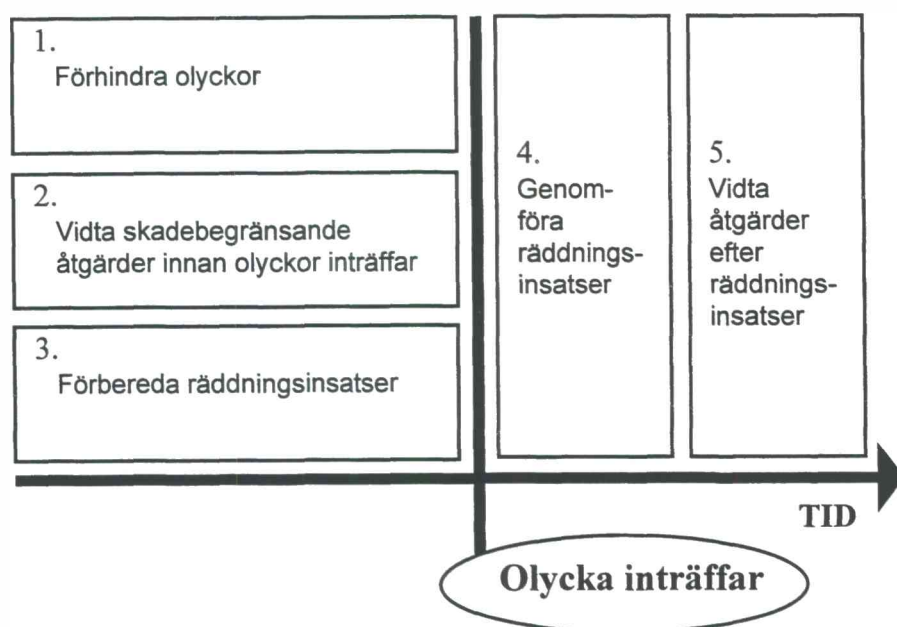 1.
Förhindra olyckor
2.
Vidta skadebegränsande
åtgärder innan olyckor inträffar
3.
Förbereda räddningsinsatser
4.
Genom-
föra
räddnings-
insatser
5.
Vidta
åtgärder
efter
räddnings-
insatser
TID
Olycka inträffar